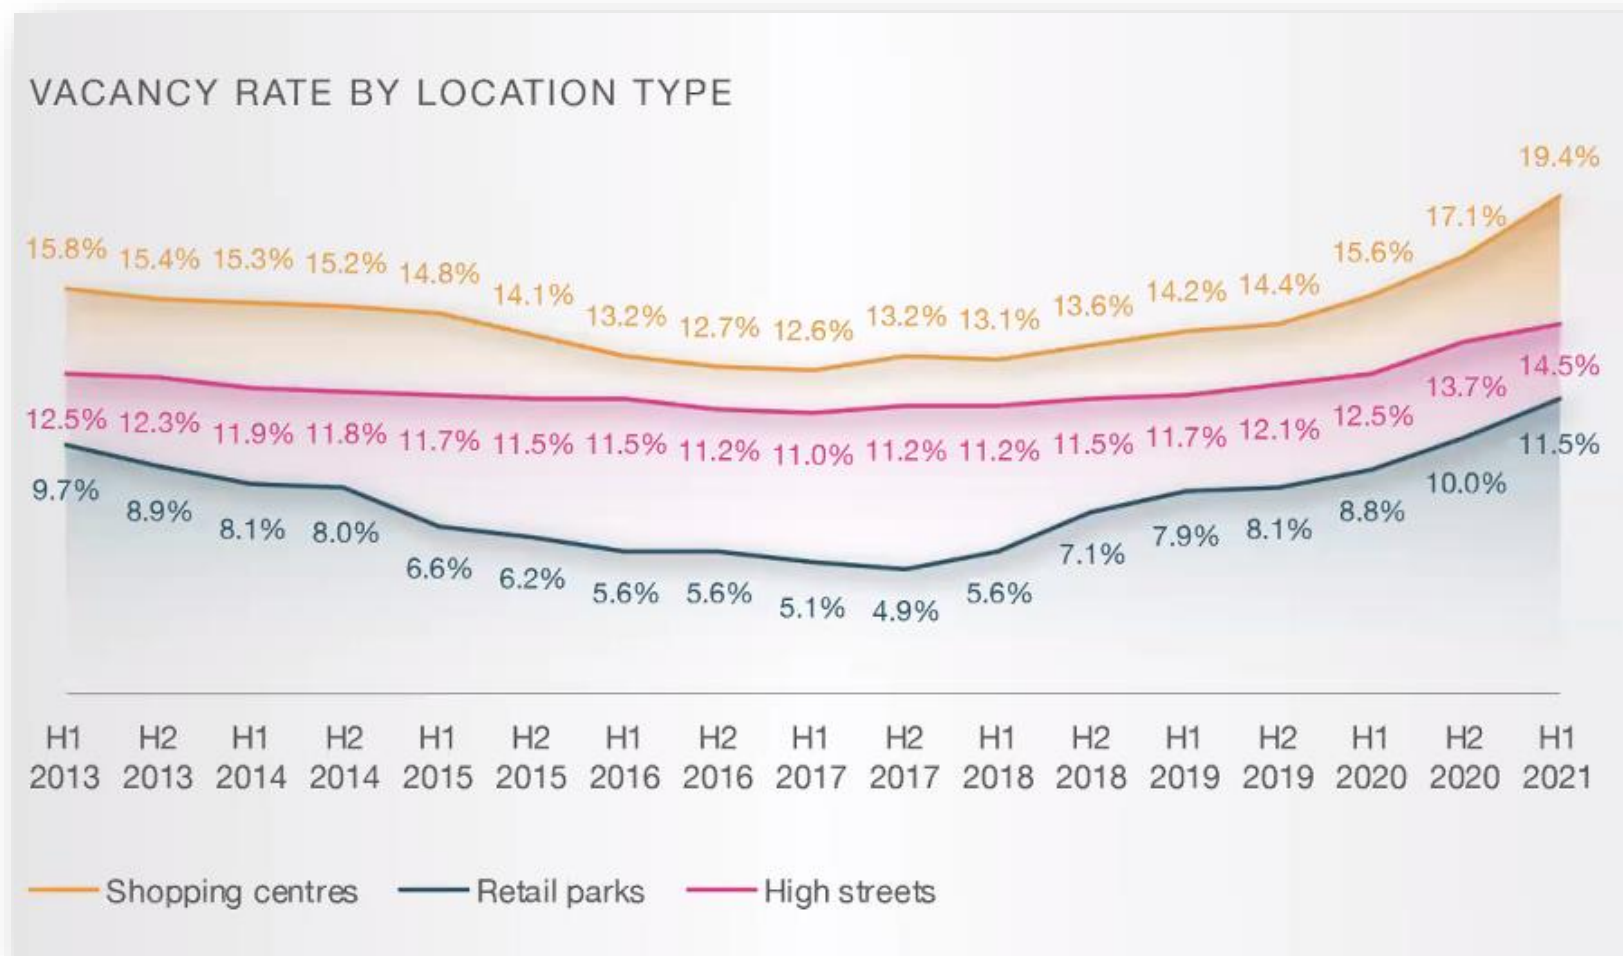 VACANCY RATE BY LOCATION TYPE
19.4%
17.1%
15.8% 15.4% 15.3% 15.2% 14.8% 14.1% 13.2% 12.7% 12.6% 13.2% 13.1% 13.6% 14.2% 14.4% 15.6%
12.5% 12.3% 11.9% 11.8% 11.7% 11.5% 11.5% 11.2% 11.0% 11.2% 11.2% 11.5% 11.7% 12.1% 12.5% 13.7% 14.5%
9.7% 8.9% 8.1% 8.0% 6.6% 6.2% 5.6% 5.6% 5.1% 4.9% 5.6% 7.1% 7.9% 8.1% 8.8% 10.0% 11.5%
H1 H2 H1 H2 H1 H2 H1 H2 H1 H2 H1 H2 H1 H2 H1 H2 H1
2013 2013 2014 2014 2015 2015 2016 2016 2017 2017 2018 2018 2019 2019 2020 2020 2021
Shopping centres Retail parks High streets